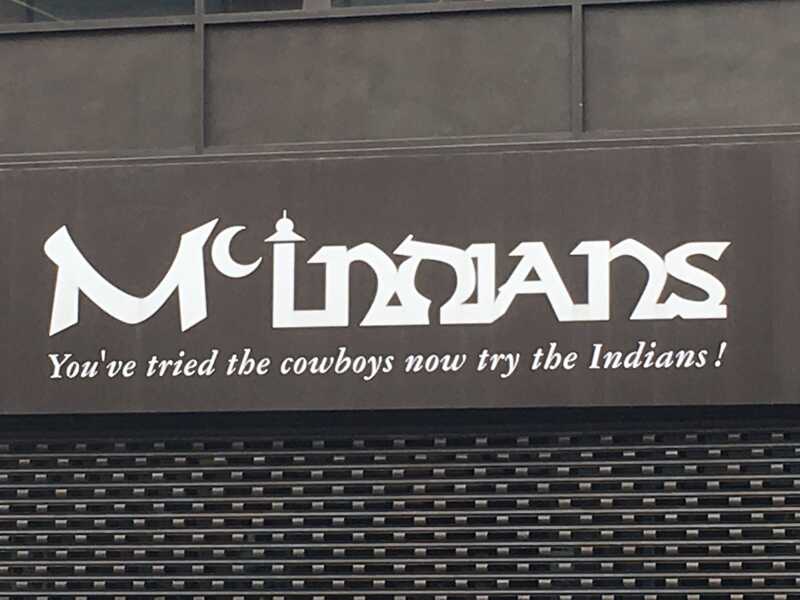 McINDIANS
You've tried the cowboys now try the Indians!